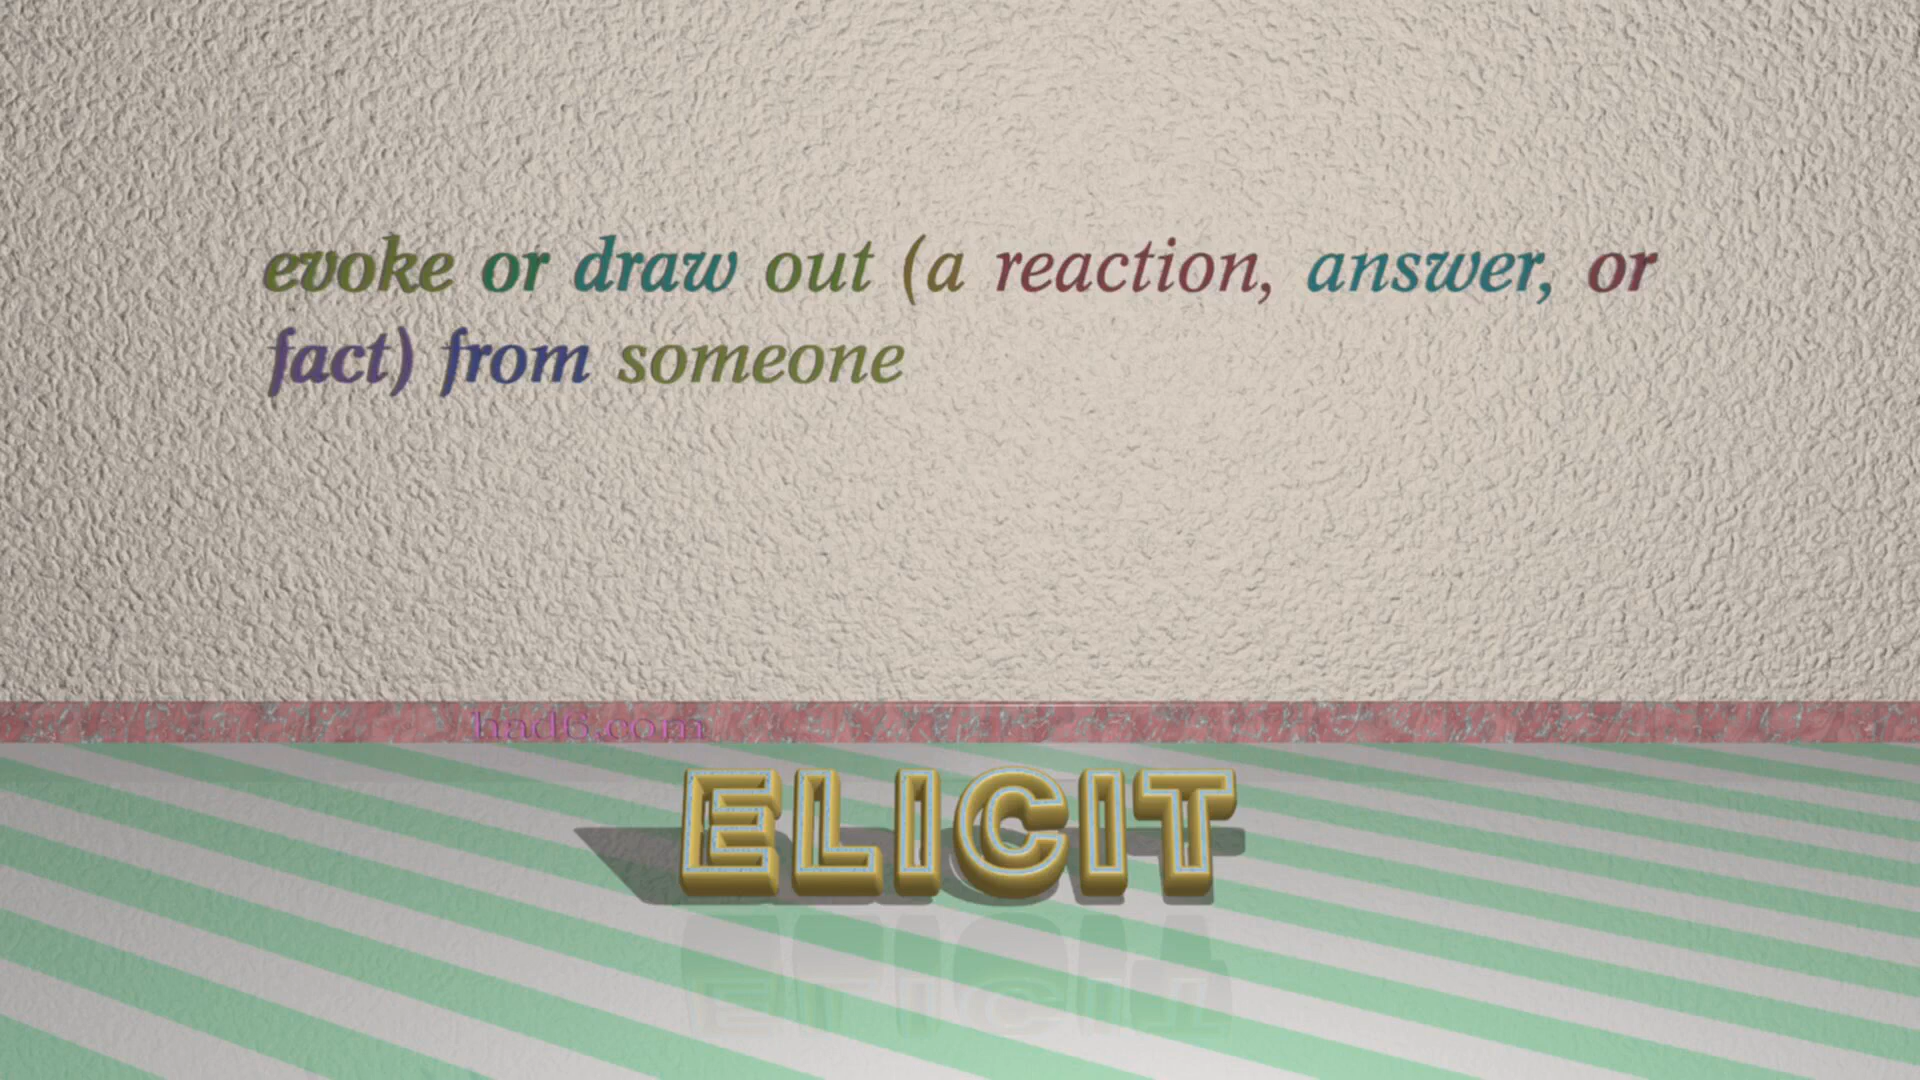 evoke or draw out (a reaction, answer, or
fact) from someone
had6.com
ELICIT